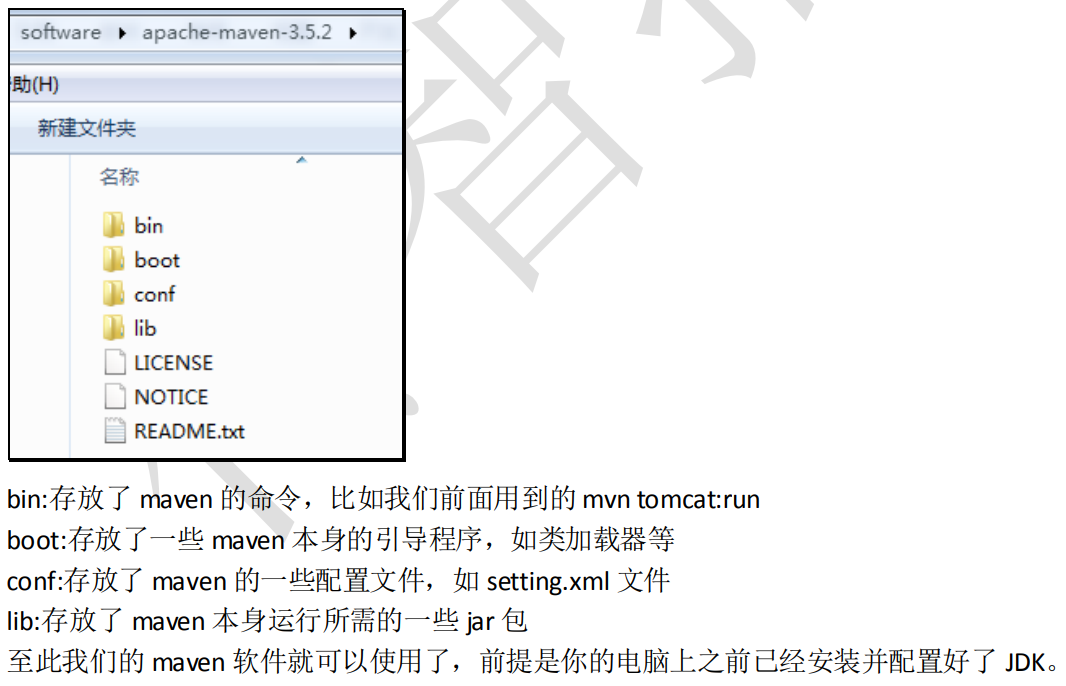 software ▸ apache-maven-3.5.2 ▸
助(H)
新建文件夹
名称
bin
boot
conf
lib
LICENSE
NOTICE
README.txt
bin:存放了 maven 的命令，比如我们前面用到的 mvn tomcat:run
boot:存放了一些 maven 本身的引导程序，如类加载器等
conf:存放了 maven 的一些配置文件，如 setting.xml 文件
lib:存放了 maven 本身运行所需的一些 jar 包
至此我们的 maven 软件就可以使用了，前提是你的电脑上之前已经安装并配置好了 JDK。